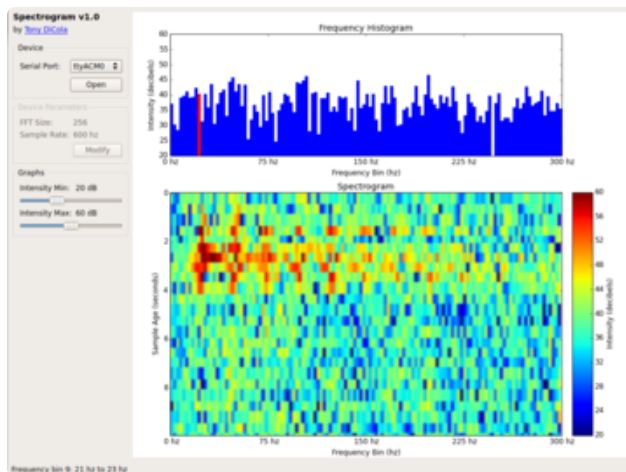 Spectrogram v1.0
by Tony DiCola
Device
Serial Port: ttyACM0
Open
Device Parameters
FFT Size: 256
Sample Rate: 600 hz
Modify
Graphs
Intensity Min: 20 dB
Intensity Max: 60 dB
Frequency Histogram
Intensity (decibels)
60
55
50
45
40
35
30
25
20
0 hz 75 hz 150 hz 225 hz 300 hz
Frequency Bin (hz)
Spectrogram
Sample Age (seconds)
0
2
4
6
8
0 hz 75 hz 150 hz 225 hz 300 hz
Frequency Bin (hz)
60
56
52
48
44
40
36
32
28
24
20
Intensity (decibels)
Frequency bin 9: 21 hz to 23 hz